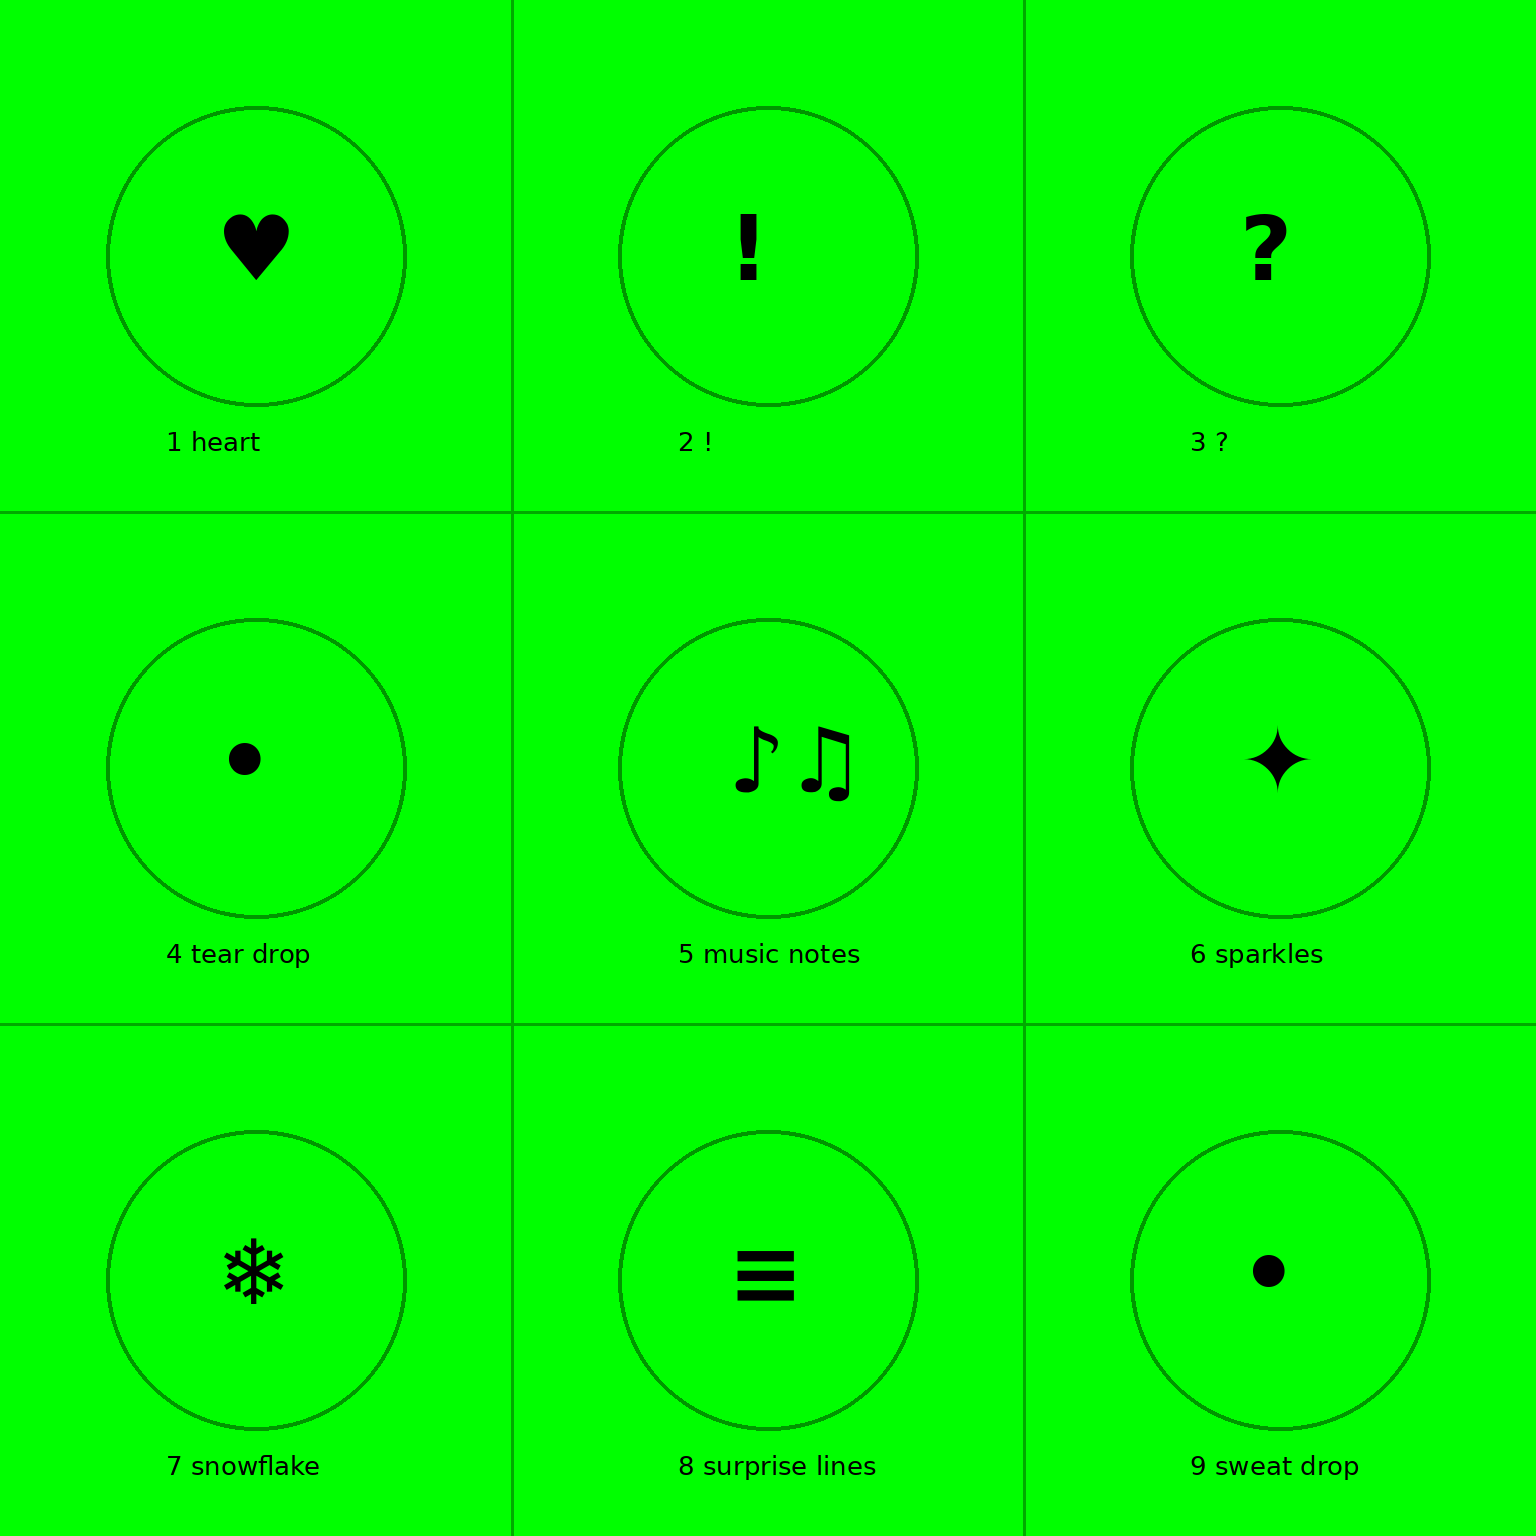 ♥ ! ?
1 heart 2 ! 3 ?
• ♪♫ ✦
4 tear drop 5 music notes 6 sparkles
❄ ≡ •
7 snowflake 8 surprise lines 9 sweat drop